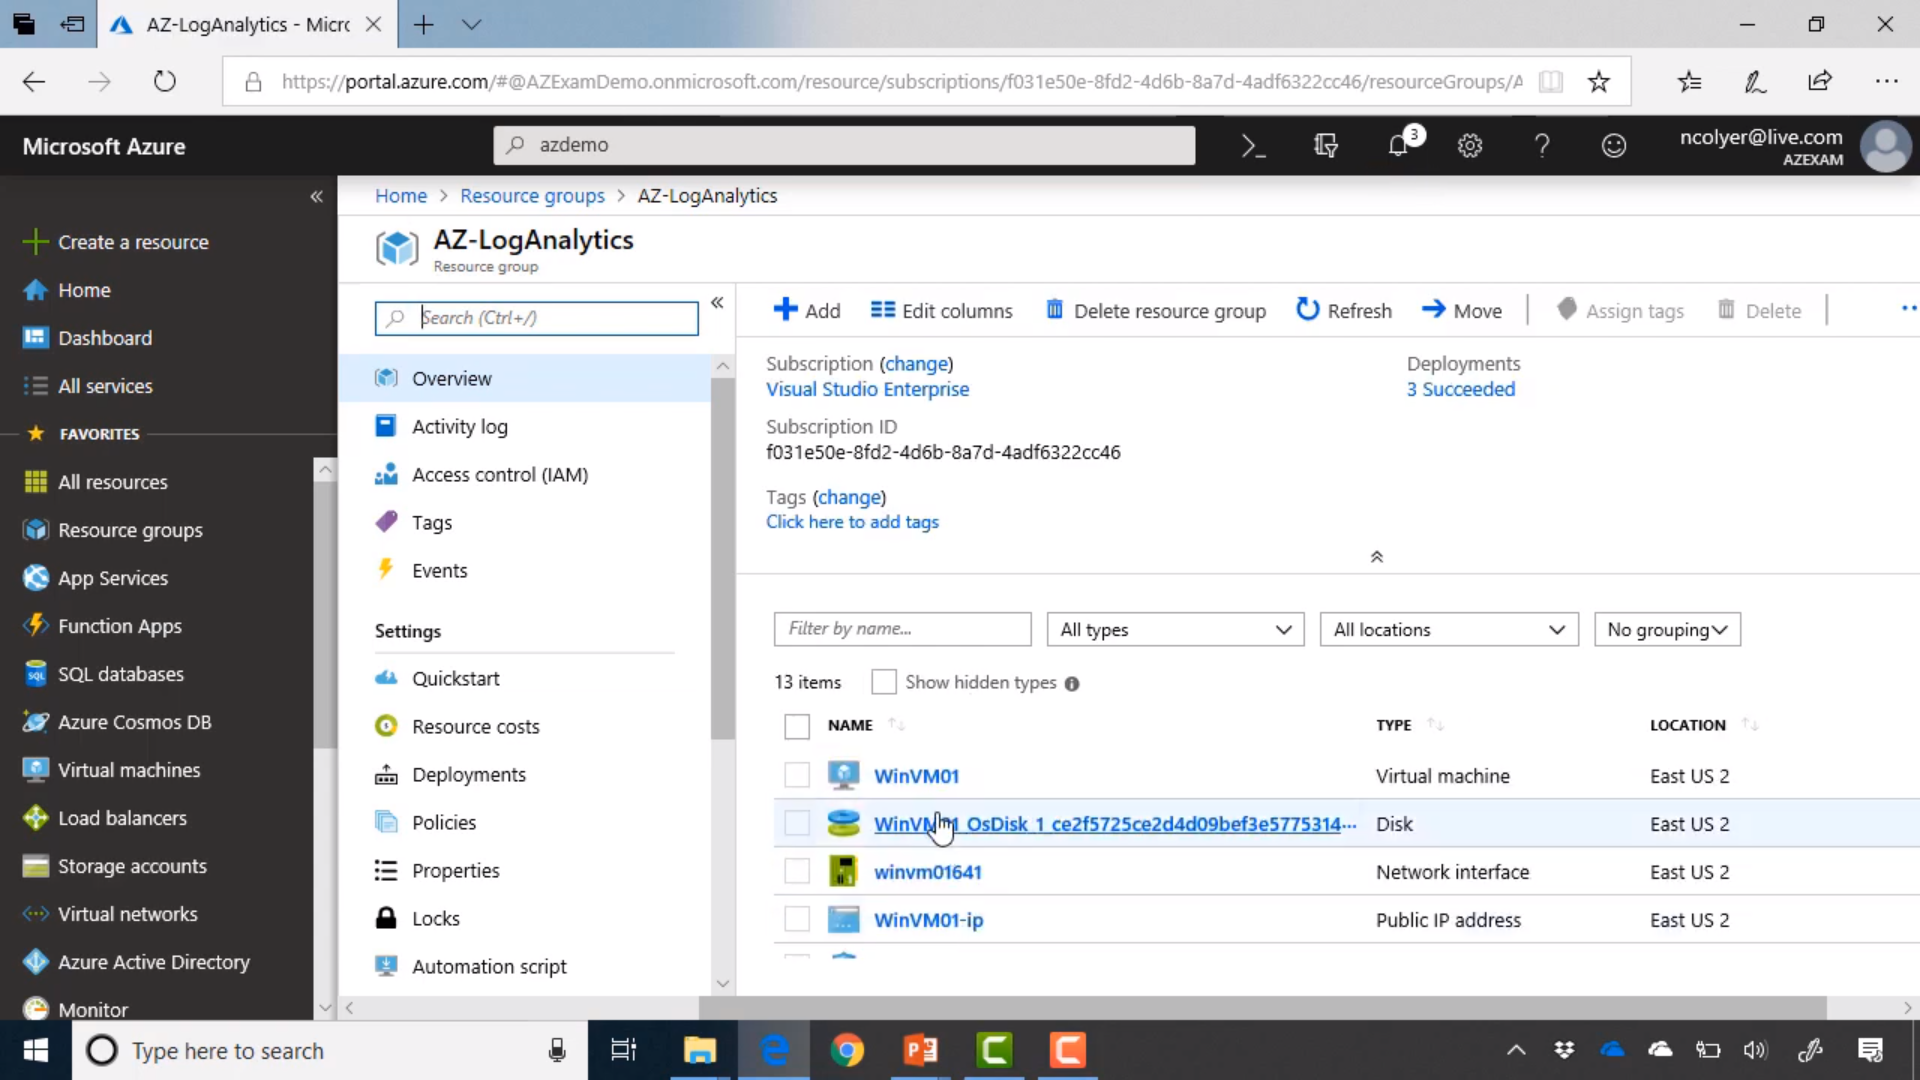 AZ-LogAnalytics - Micr
https://portal.azure.com/#@AZExamDemo.onmicrosoft.com/resource/subscriptions/f031e50e-8fd2-4d6b-8a7d-4adf6322cc46/resourceGroups/A
Microsoft Azure
azdemo
3
ncolyer@live.com
AZEXAM
Home > Resource groups > AZ-LogAnalytics
AZ-LogAnalytics
Resource group
Create a resource
Home
Dashboard
All services
FAVORITES
All resources
Resource groups
App Services
Function Apps
SQL databases
Azure Cosmos DB
Virtual machines
Load balancers
Storage accounts
Virtual networks
Azure Active Directory
Monitor
Search (Ctrl+/)
Overview
Activity log
Access control (IAM)
Tags
Events
Settings
Quickstart
Resource costs
Deployments
Policies
Properties
Locks
Automation script
Add Edit columns Delete resource group Refresh Move Assign tags Delete
Subscription (change)
Visual Studio Enterprise
Deployments
3 Succeeded
Subscription ID
f031e50e-8fd2-4d6b-8a7d-4adf6322cc46
Tags (change)
Click here to add tags
Filter by name... All types All locations No grouping
13 items Show hidden types
NAME TYPE LOCATION
WinVM01 Virtual machine East US 2
WinVM01_OsDisk_1_ce2f5725ce2d4d09bef3e5775314... Disk East US 2
winvm01641 Network interface East US 2
WinVM01-ip Public IP address East US 2
Type here to search